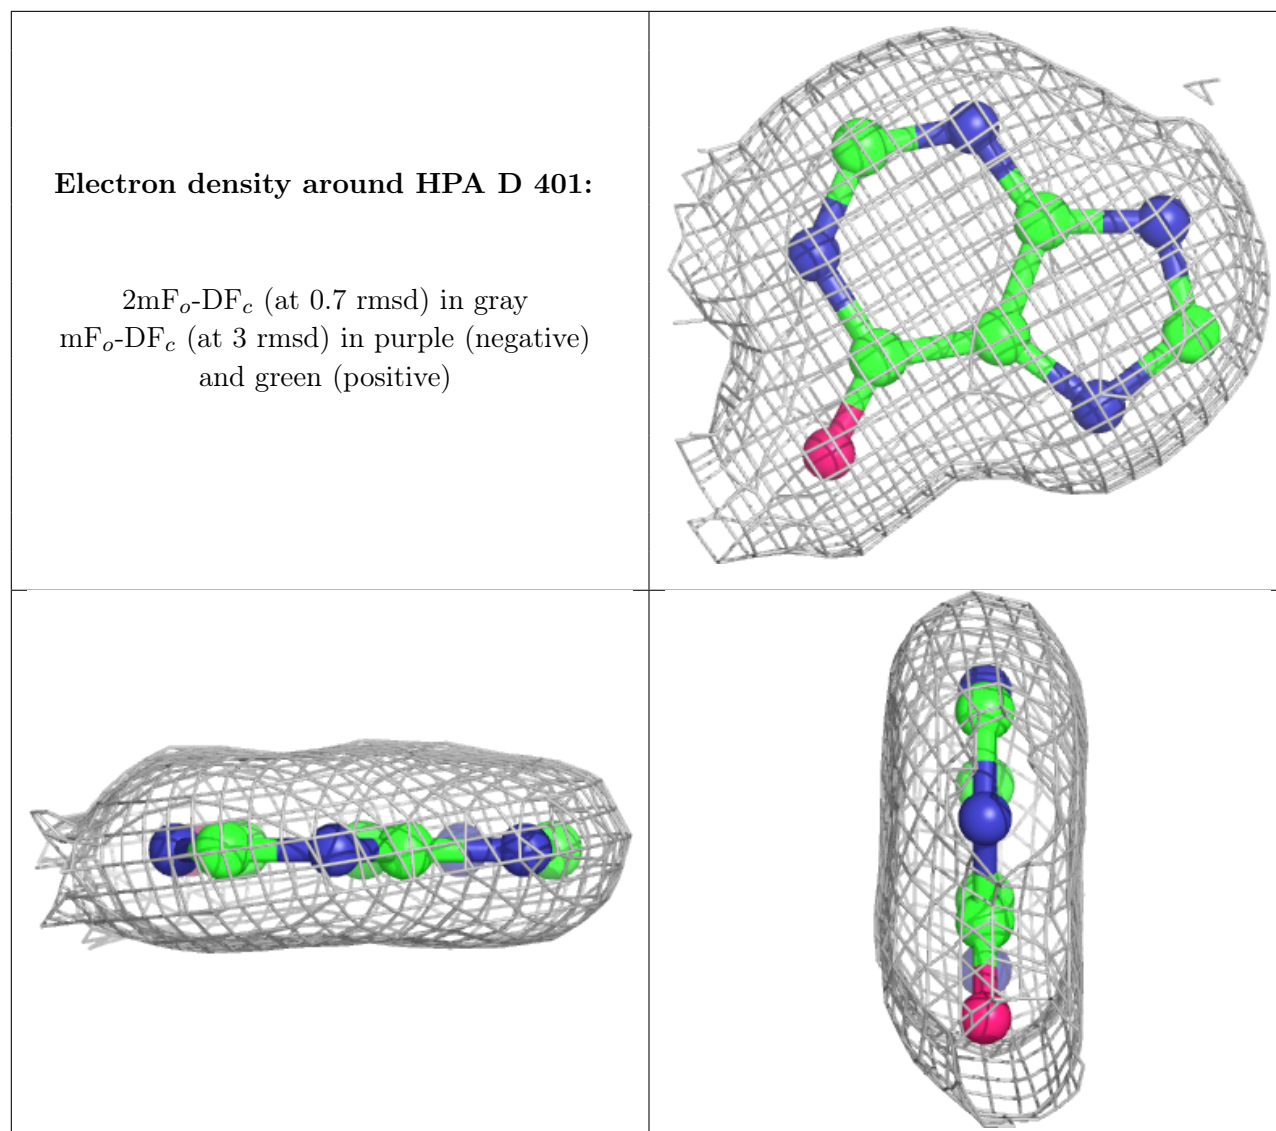 Electron density around HPA D 401:
2mFo-DFc (at 0.7 rmsd) in gray
mFo-DFc (at 3 rmsd) in purple (negative)
and green (positive)